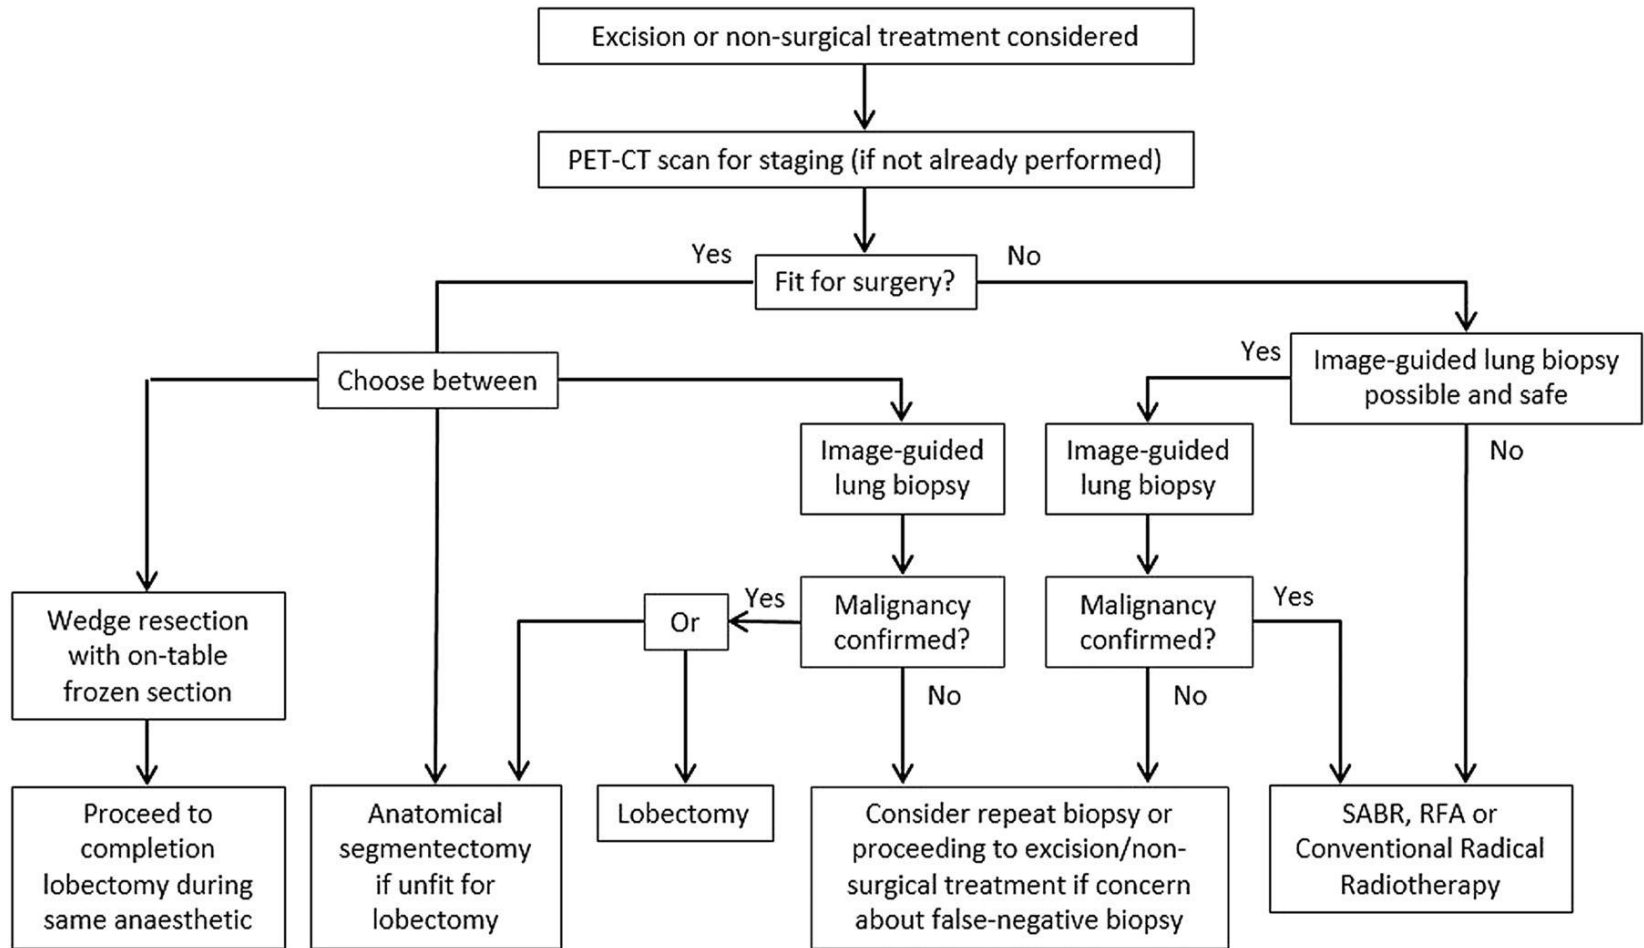 Excision or non-surgical treatment considered
PET-CT scan for staging (if not already performed)
Yes
No
Fit for surgery?
Choose between
Yes
Image-guided lung biopsy
possible and safe
No
Image-guided
lung biopsy
Image-guided
lung biopsy
Wedge resection
with on-table
frozen section
Or
Yes
Malignancy
confirmed?
No
Malignancy
confirmed?
Yes
No
Proceed to
completion
lobectomy during
same anaesthetic
Anatomical
segmentectomy
if unfit for
lobectomy
Lobectomy
Consider repeat biopsy or
proceeding to excision/non-
surgical treatment if concern
about false-negative biopsy
SABR, RFA or
Conventional Radical
Radiotherapy